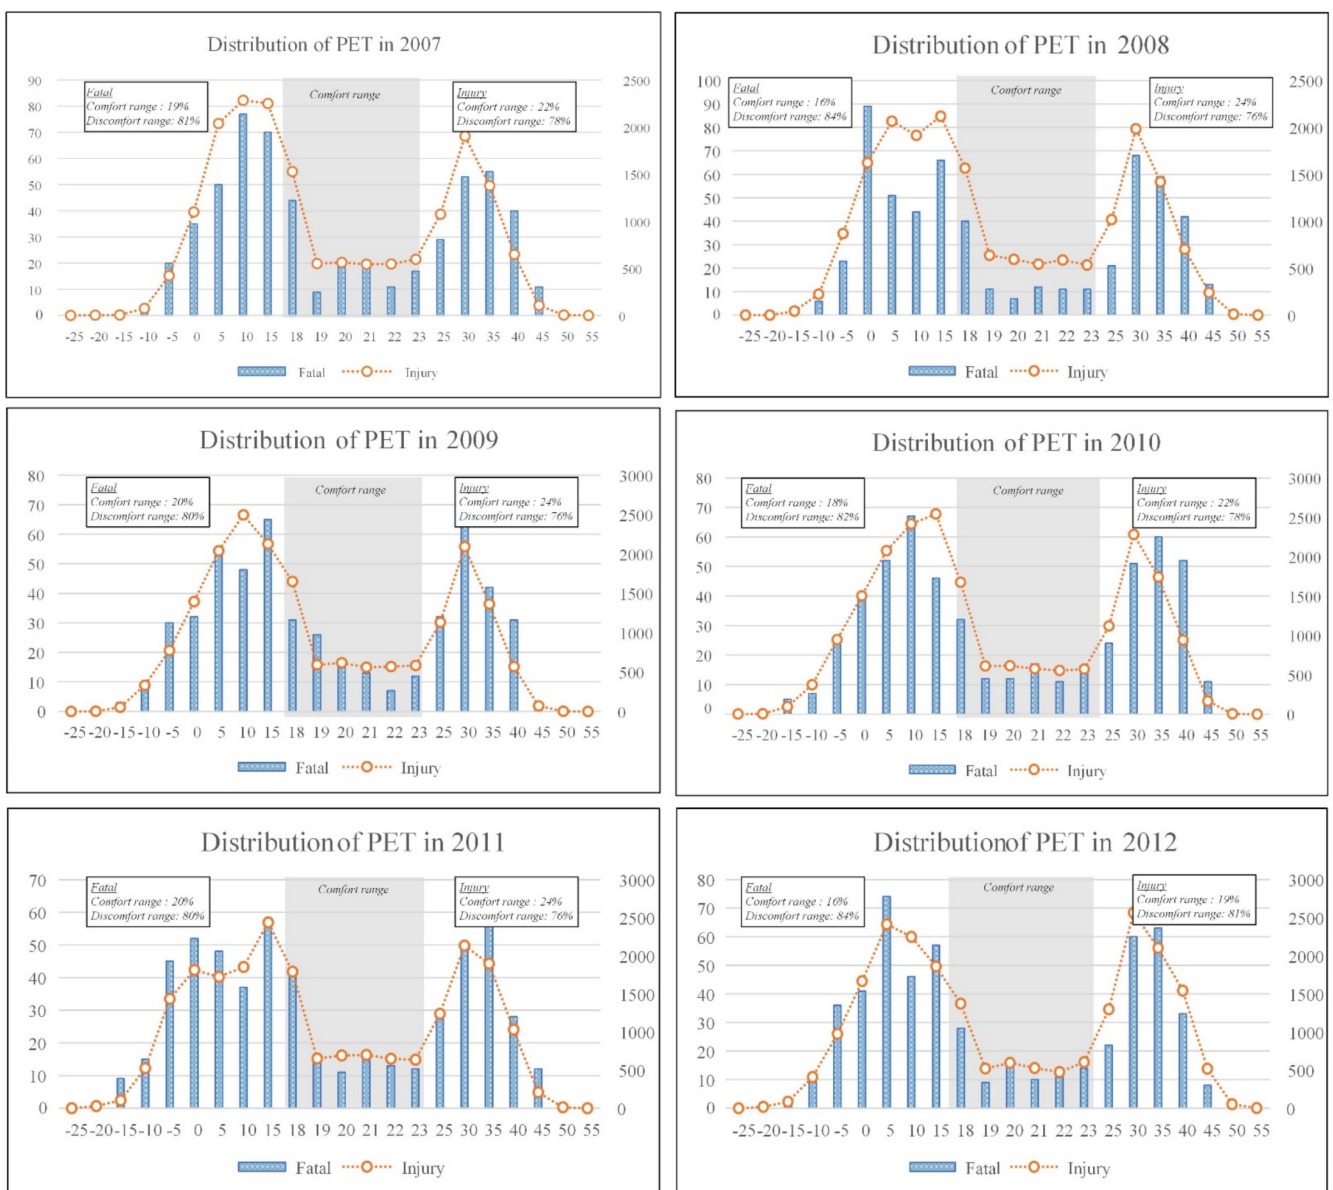 Distribution of PET in 2007
90
80
70
60
50
40
30
20
10
0
2500
2000
1500
1000
500
0
Fatal
Comfort range : 19%
Discomfort range: 81%
Comfort range
Injury
Comfort range : 22%
Discomfort range: 78%
-25 -20 -15 -10 -5 0 5 10 15 18 19 20 21 22 23 25 30 35 40 45 50 55
Fatal Injury
Distribution of PET in 2008
100
90
80
70
60
50
40
30
20
10
0
2500
2000
1500
1000
500
0
Fatal
Comfort range : 16%
Discomfort range: 84%
Comfort range
Injury
Comfort range : 24%
Discomfort range: 76%
-25 -20 -15 -10 -5 0 5 10 15 18 19 20 21 22 23 25 30 35 40 45 50 55
Fatal Injury
Distribution of PET in 2009
80
70
60
50
40
30
20
10
0
3000
2500
2000
1500
1000
500
0
Fatal
Comfort range : 20%
Discomfort range: 80%
Comfort range
Injury
Comfort range : 24%
Discomfort range: 76%
-25 -20 -15 -10 -5 0 5 10 15 18 19 20 21 22 23 25 30 35 40 45 50 55
Fatal Injury
Distribution of PET in 2010
80
70
60
50
40
30
20
10
0
3000
2500
2000
1500
1000
500
0
Fatal
Comfort range : 18%
Discomfort range: 82%
Comfort range
Injury
Comfort range : 22%
Discomfort range: 78%
-25 -20 -15 -10 -5 0 5 10 15 18 19 20 21 22 23 25 30 35 40 45 50 55
Fatal Injury
Distribution of PET in 2011
70
60
50
40
30
20
10
0
3000
2500
2000
1500
1000
500
0
Fatal
Comfort range : 20%
Discomfort range: 80%
Comfort range
Injury
Comfort range : 24%
Discomfort range: 76%
-25 -20 -15 -10 -5 0 5 10 15 18 19 20 21 22 23 25 30 35 40 45 50 55
Fatal Injury
Distributionof PET in 2012
80
70
60
50
40
30
20
10
0
3000
2500
2000
1500
1000
500
0
Fatal
Comfort range : 16%
Discomfort range: 84%
Comfort range
Injury
Comfort range : 19%
Discomfort range: 81%
-25 -20 -15 -10 -5 0 5 10 15 18 19 20 21 22 23 25 30 35 40 45 50 55
Fatal Injury